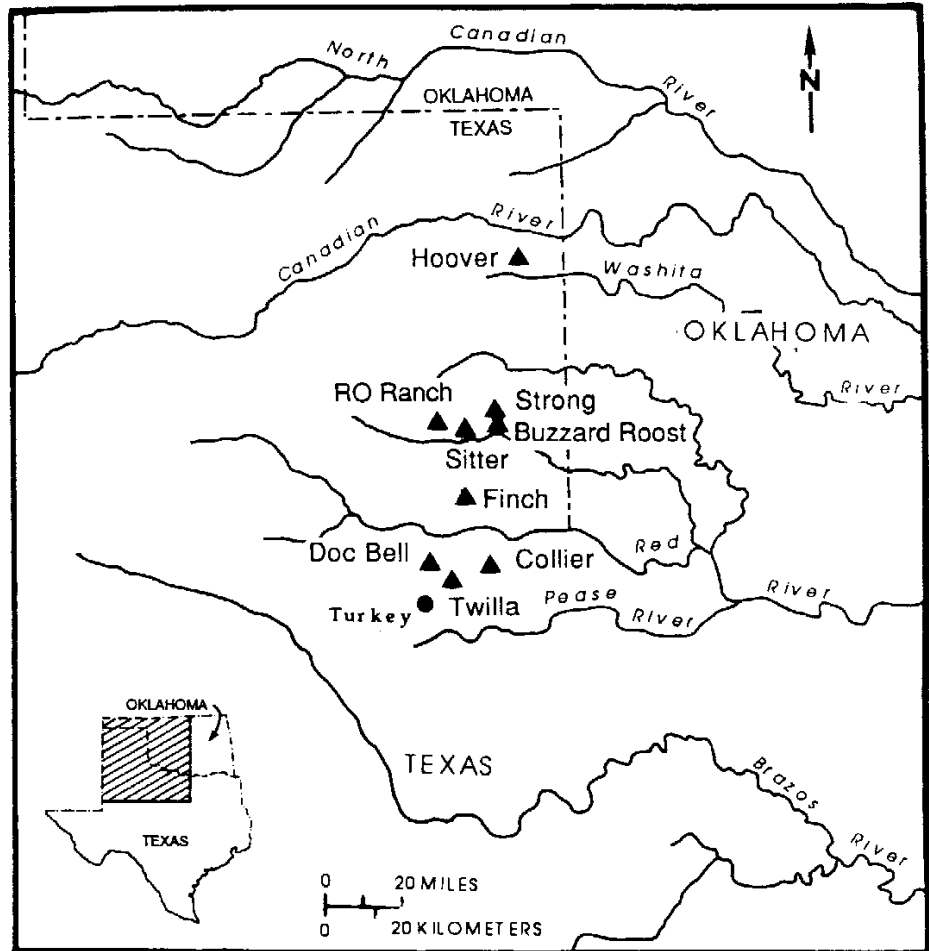 North
Canadian
River
N
OKLAHOMA
TEXAS
Canadian
River
Hoover
Washita
OKLAHOMA
River
RO Ranch
Strong
Buzzard Roost
Sitter
Finch
Doc Bell
Collier
Red
River
Turkey
Twilla
Pease
River
OKLAHOMA
TEXAS
TEXAS
Brazos
River
0 20 MILES
0 20 KILOMETERS